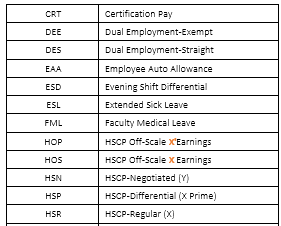 CRT Certification Pay
DEE Dual Employment-Exempt
DES Dual Employment-Straight
EAA Employee Auto Allowance
ESD Evening Shift Differential
ESL Extended Sick Leave
FML Faculty Medical Leave
HOP HSCP Off-Scale X' Earnings
HOS HSCP Off-Scale X Earnings
HSN HSCP-Negotiated (Y)
HSP HSCP-Differential (X Prime)
HSR HSCP-Regular (X)